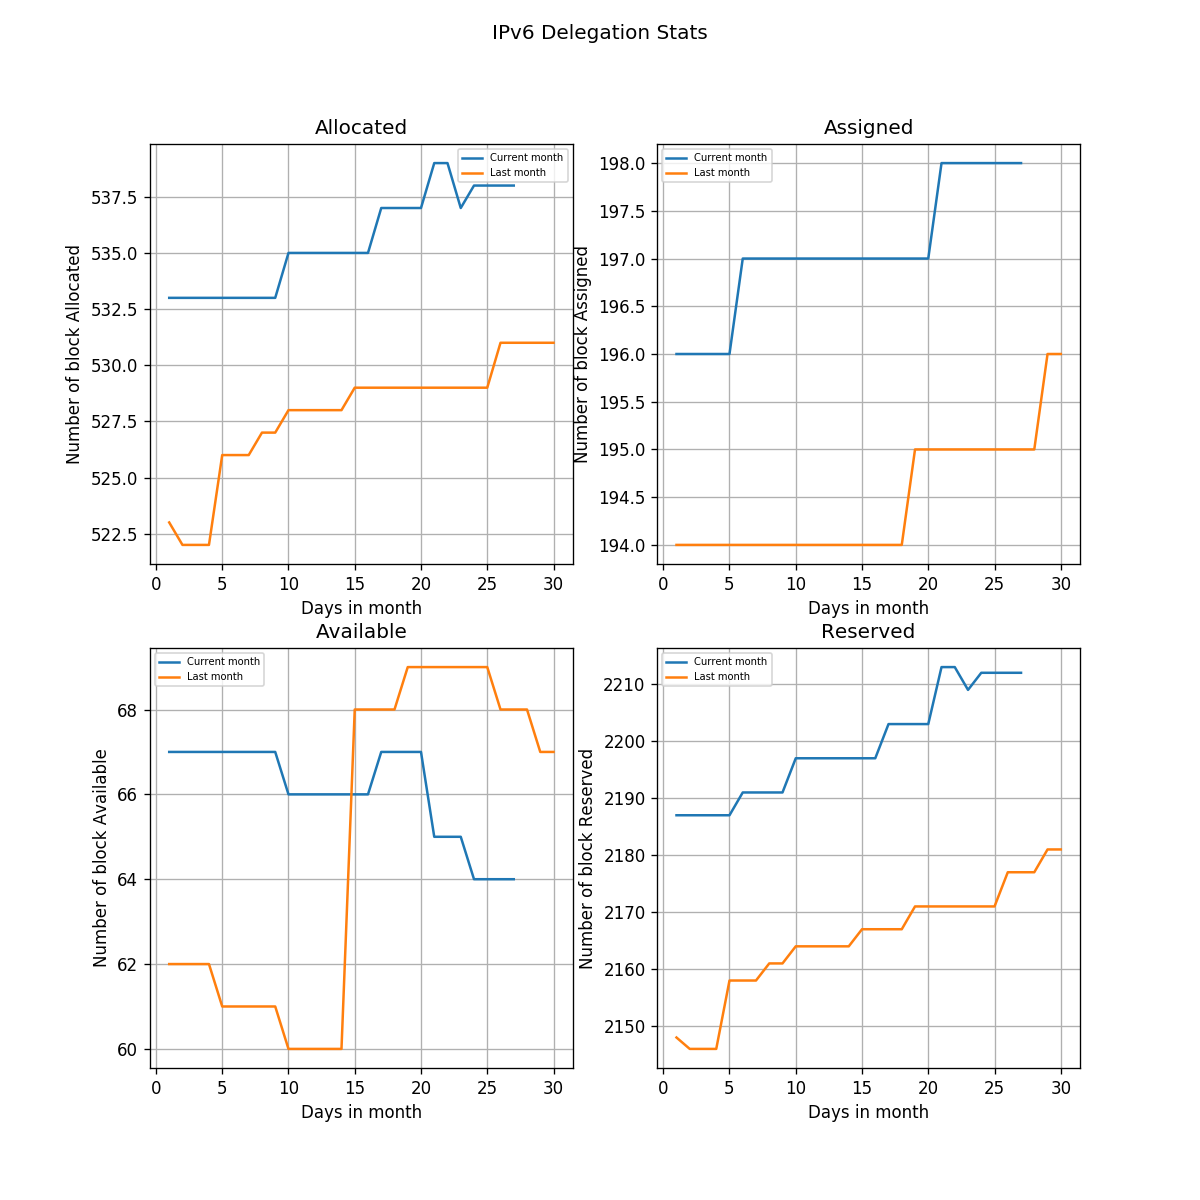 IPv6 Delegation Stats
Allocated
Number of block Allocated
537.5
535.0
532.5
530.0
527.5
525.0
522.5
0 5 10 15 20 25 30
Days in month
Current month
Last month
Assigned
Number of block Assigned
198.0
197.5
197.0
196.5
196.0
195.5
195.0
194.5
194.0
0 5 10 15 20 25 30
Days in month
Current month
Last month
Available
Number of block Available
68
66
64
62
60
0 5 10 15 20 25 30
Days in month
Current month
Last month
Reserved
Number of block Reserved
2210
2200
2190
2180
2170
2160
2150
0 5 10 15 20 25 30
Days in month
Current month
Last month